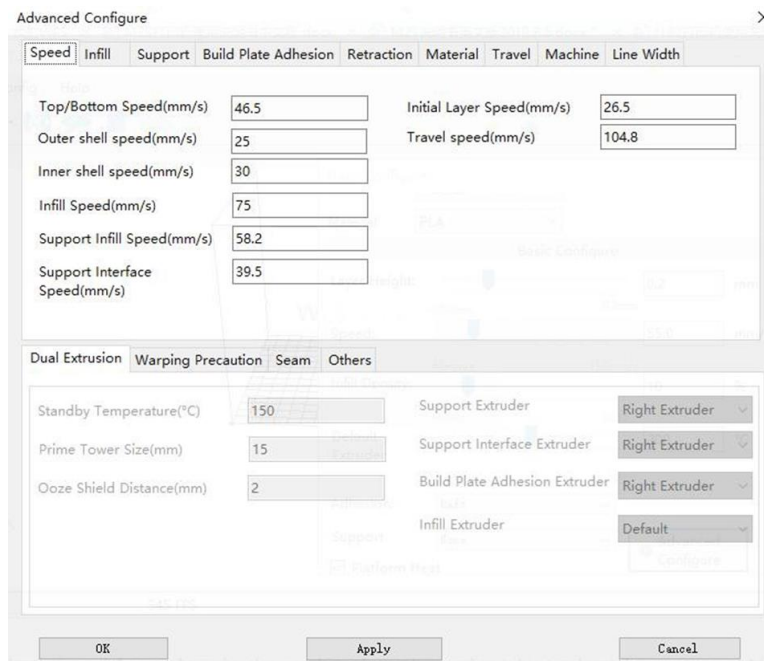 Advanced Configure
Speed Infill Support Build Plate Adhesion Retraction Material Travel Machine Line Width
Top/Bottom Speed(mm/s) 46.5 Initial Layer Speed(mm/s) 26.5
Outer shell speed(mm/s) 25 Travel speed(mm/s) 104.8
Inner shell speed(mm/s) 30
Infill Speed(mm/s) 75
Support Infill Speed(mm/s) 58.2
Support Interface
Speed(mm/s) 39.5
Dual Extrusion Warping Precaution Seam Others
Standby Temperature(°C) 150 Support Extruder Right Extruder
Prime Tower Size(mm) 15 Support Interface Extruder Right Extruder
Ooze Shield Distance(mm) 2 Build Plate Adhesion Extruder Right Extruder
Infill Extruder Default
OK Apply Cancel